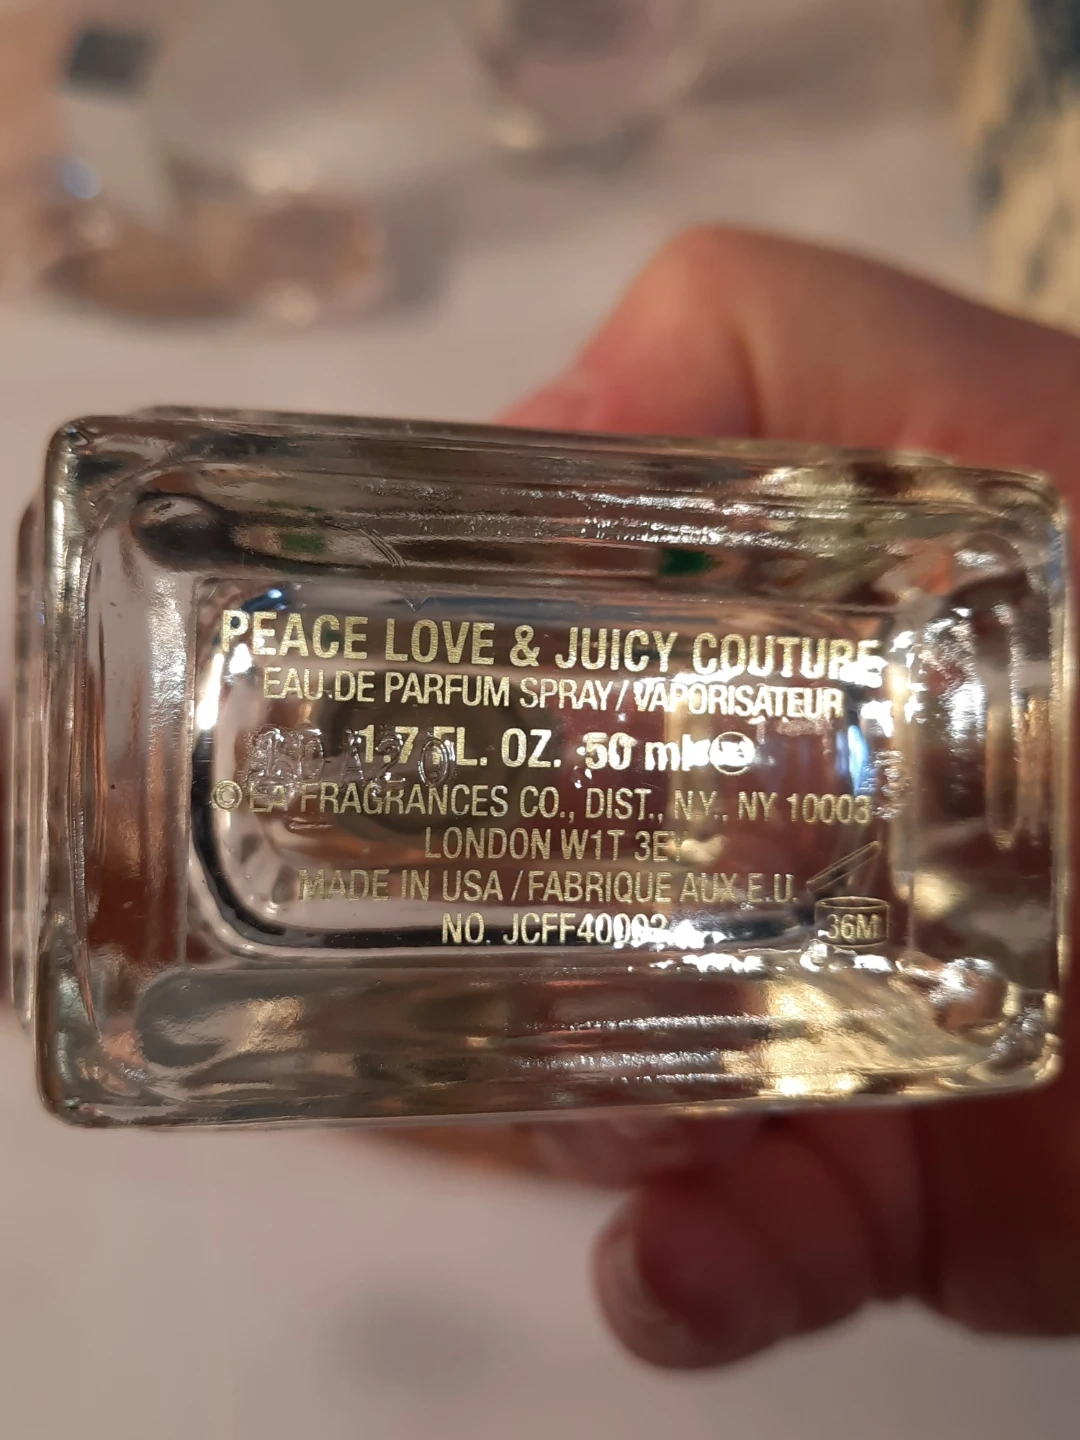 PEACE LOVE & JUICY COUTURE
EAU DE PARFUM SPRAY/VAPORISATEUR
1.7 FL. OZ. 50 ml
© EA FRAGRANCES CO., DIST., N.Y., NY 10003
LONDON W1T 3EY
MADE IN USA/FABRIQUE AUX E.U.
NO. JCFF40002
36M